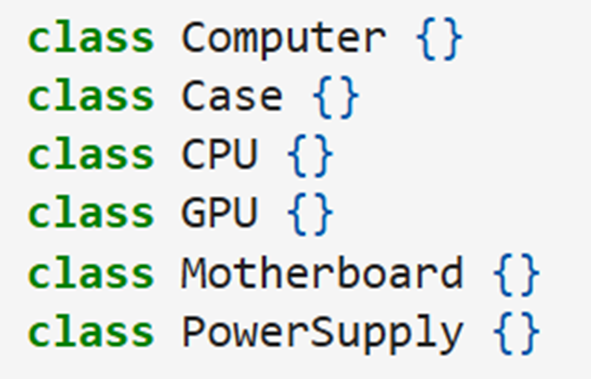 class Computer {}
class Case {}
class CPU {}
class GPU {}
class Motherboard {}
class PowerSupply {}